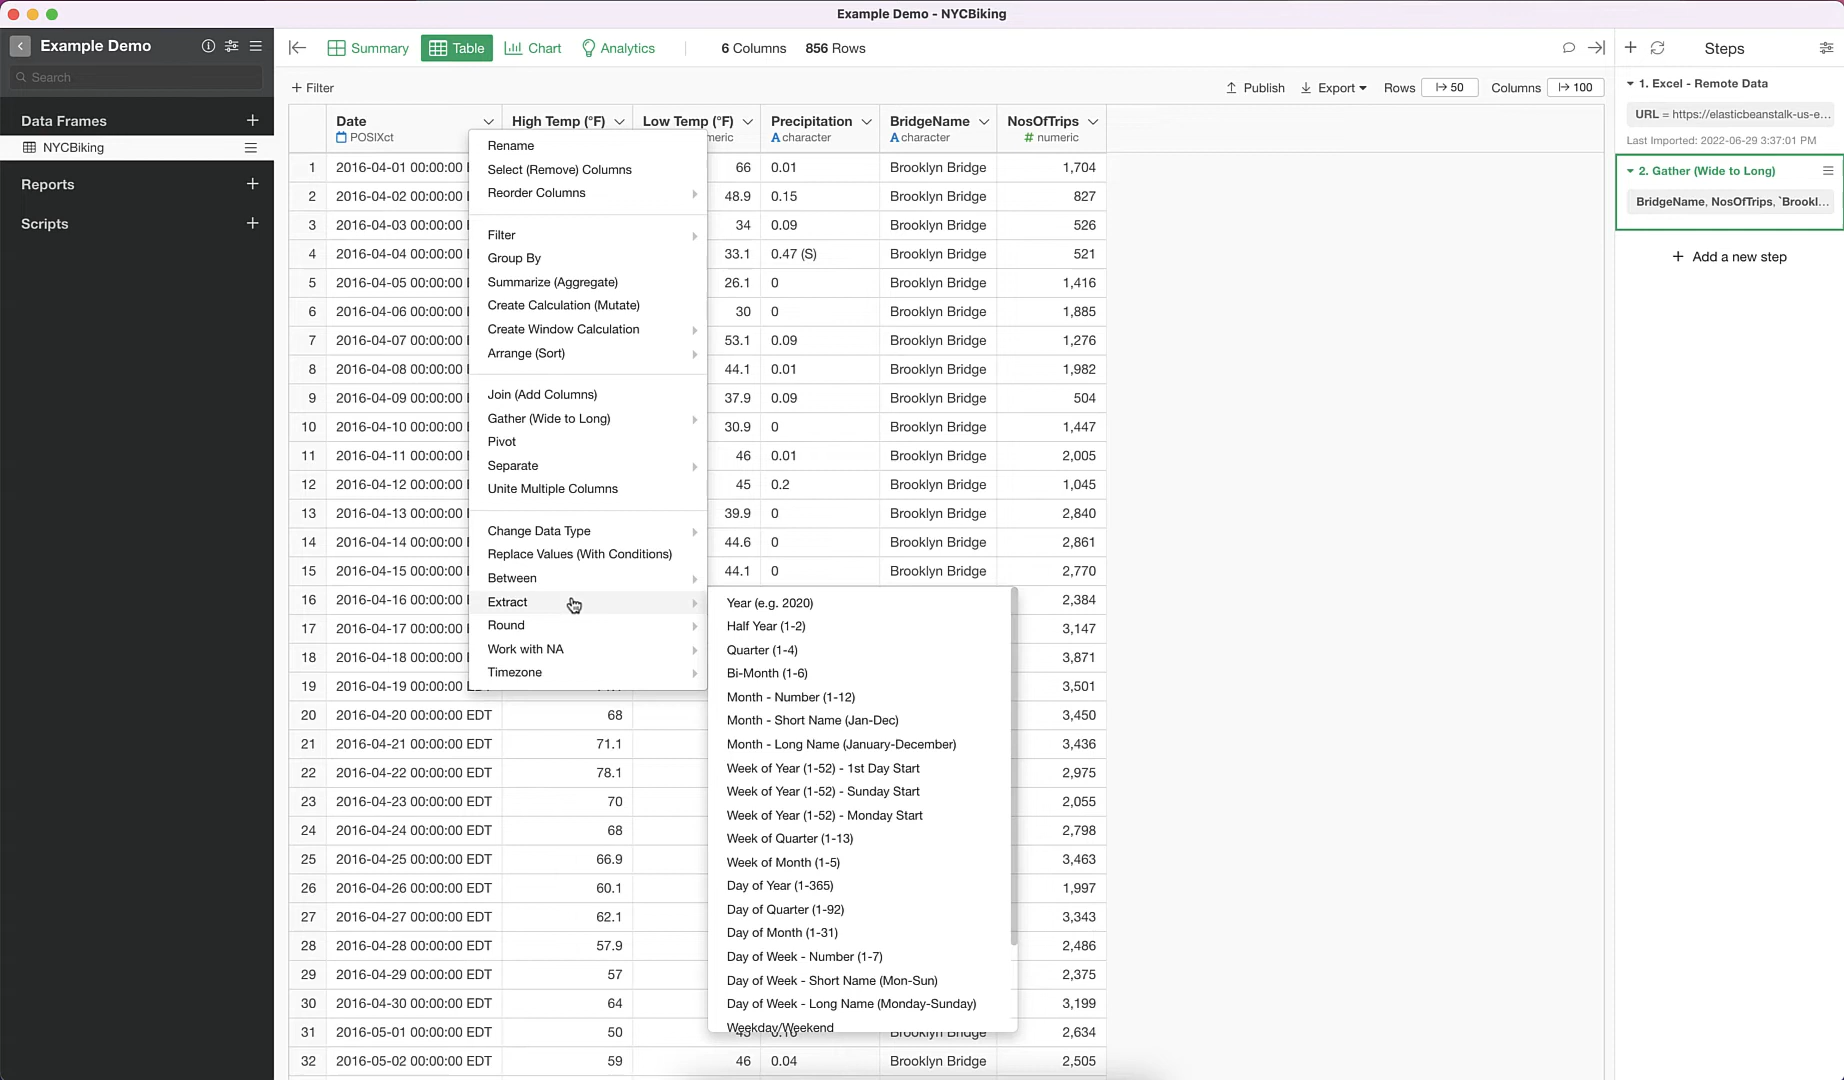 Example Demo - NYCBiking
Example Demo
Search
Data Frames
NYCBiking
Reports
Scripts
Summary
Table
Chart
Analytics
6 Columns 856 Rows
Filter
Publish
Export
Rows 50
Columns 100
Date
POSIXct
High Temp (°F)
Low Temp (°F)
meric
Precipitation
character
BridgeName
character
NosOfTrips
# numeric
1 2016-04-01 00:00:00 66 0.01 Brooklyn Bridge 1,704
2 2016-04-02 00:00:00 48.9 0.15 Brooklyn Bridge 827
3 2016-04-03 00:00:00 34 0.09 Brooklyn Bridge 526
4 2016-04-04 00:00:00 33.1 0.47 (S) Brooklyn Bridge 521
5 2016-04-05 00:00:00 26.1 0 Brooklyn Bridge 1,416
6 2016-04-06 00:00:00 30 0 Brooklyn Bridge 1,885
7 2016-04-07 00:00:00 53.1 0.09 Brooklyn Bridge 1,276
8 2016-04-08 00:00:00 44.1 0.01 Brooklyn Bridge 1,982
9 2016-04-09 00:00:00 37.9 0.09 Brooklyn Bridge 504
10 2016-04-10 00:00:00 30.9 0 Brooklyn Bridge 1,447
11 2016-04-11 00:00:00 46 0.01 Brooklyn Bridge 2,005
12 2016-04-12 00:00:00 45 0.2 Brooklyn Bridge 1,045
13 2016-04-13 00:00:00 39.9 0 Brooklyn Bridge 2,840
14 2016-04-14 00:00:00 44.6 0 Brooklyn Bridge 2,861
15 2016-04-15 00:00:00 44.1 0 Brooklyn Bridge 2,770
16 2016-04-16 00:00:00 2,384
17 2016-04-17 00:00:00 3,147
18 2016-04-18 00:00:00 3,871
19 2016-04-19 00:00:00 3,501
20 2016-04-20 00:00:00 EDT 68 3,450
21 2016-04-21 00:00:00 EDT 71.1 3,436
22 2016-04-22 00:00:00 EDT 78.1 2,975
23 2016-04-23 00:00:00 EDT 70 2,055
24 2016-04-24 00:00:00 EDT 68 2,798
25 2016-04-25 00:00:00 EDT 66.9 3,463
26 2016-04-26 00:00:00 EDT 60.1 1,997
27 2016-04-27 00:00:00 EDT 62.1 3,343
28 2016-04-28 00:00:00 EDT 57.9 2,486
29 2016-04-29 00:00:00 EDT 57 2,375
30 2016-04-30 00:00:00 EDT 64 3,199
31 2016-05-01 00:00:00 EDT 50 Brooklyn Bridge 2,634
32 2016-05-02 00:00:00 EDT 59 46 0.04 Brooklyn Bridge 2,505
Rename
Select (Remove) Columns
Reorder Columns
Filter
Group By
Summarize (Aggregate)
Create Calculation (Mutate)
Create Window Calculation
Arrange (Sort)
Join (Add Columns)
Gather (Wide to Long)
Pivot
Separate
Unite Multiple Columns
Change Data Type
Replace Values (With Conditions)
Between
Extract
Round
Work with NA
Timezone
Year (e.g. 2020)
Half Year (1-2)
Quarter (1-4)
Bi-Month (1-6)
Month - Number (1-12)
Month - Short Name (Jan-Dec)
Month - Long Name (January-December)
Week of Year (1-52) - 1st Day Start
Week of Year (1-52) - Sunday Start
Week of Year (1-52) - Monday Start
Week of Quarter (1-13)
Week of Month (1-5)
Day of Year (1-365)
Day of Quarter (1-92)
Day of Month (1-31)
Day of Week - Number (1-7)
Day of Week - Short Name (Mon-Sun)
Day of Week - Long Name (Monday-Sunday)
Weekday/Weekend
Steps
1. Excel - Remote Data
URL = https://elasticbeanstalk-us-e...
Last Imported: 2022-06-29 3:37:01 PM
2. Gather (Wide to Long)
BridgeName, NosOfTrips, `Brookl...
+ Add a new step